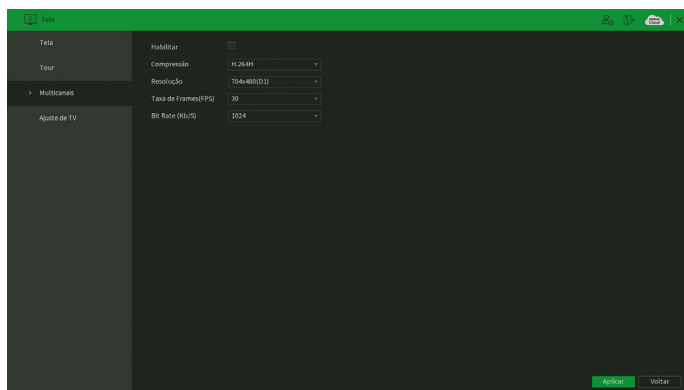 Tela
Tela
Tour
> Multicanais
Ajuste de TV
Habilitar
Compressão H.264H
Resolução 704x480(D1)
Taxa de Frames(FPS) 30
Bit Rate (Kb/S) 1024
Aplicar Voltar